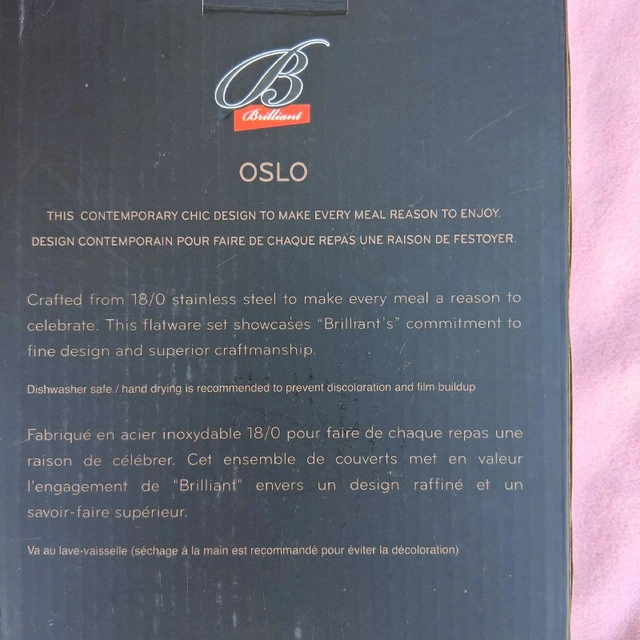 B
Brilliant
OSLO
THIS CONTEMPORARY CHIC DESIGN TO MAKE EVERY MEAL REASON TO ENJOY.
DESIGN CONTEMPORAIN POUR FAIRE DE CHAQUE REPAS UNE RAISON DE FESTOYER.
Crafted from 18/0 stainless steel to make every meal a reason to
celebrate. This flatware set showcases "Brilliant's" commitment to
fine design and superior craftmanship.
Dishwasher safe / hand drying is recommended to prevent discoloration and film buildup
Fabriqué en acier inoxydable 18/0 pour faire de chaque repas une
raison de célébrer. Cet ensemble de couverts met en valeur
l'engagement de "Brilliant" envers un design raffiné et un
savoir-faire supérieur.
Va au lave-vaisselle (séchage à la main est recommandé pour éviter la décoloration)